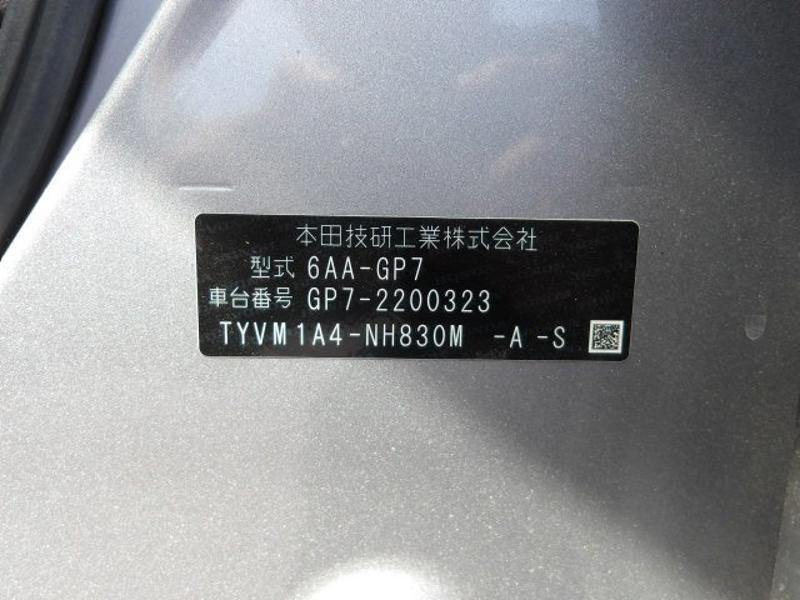 本田技研工業株式会社
型式 6AA-GP7
車台番号 GP7-2200323
TYVM1A4-NH830M -A -S